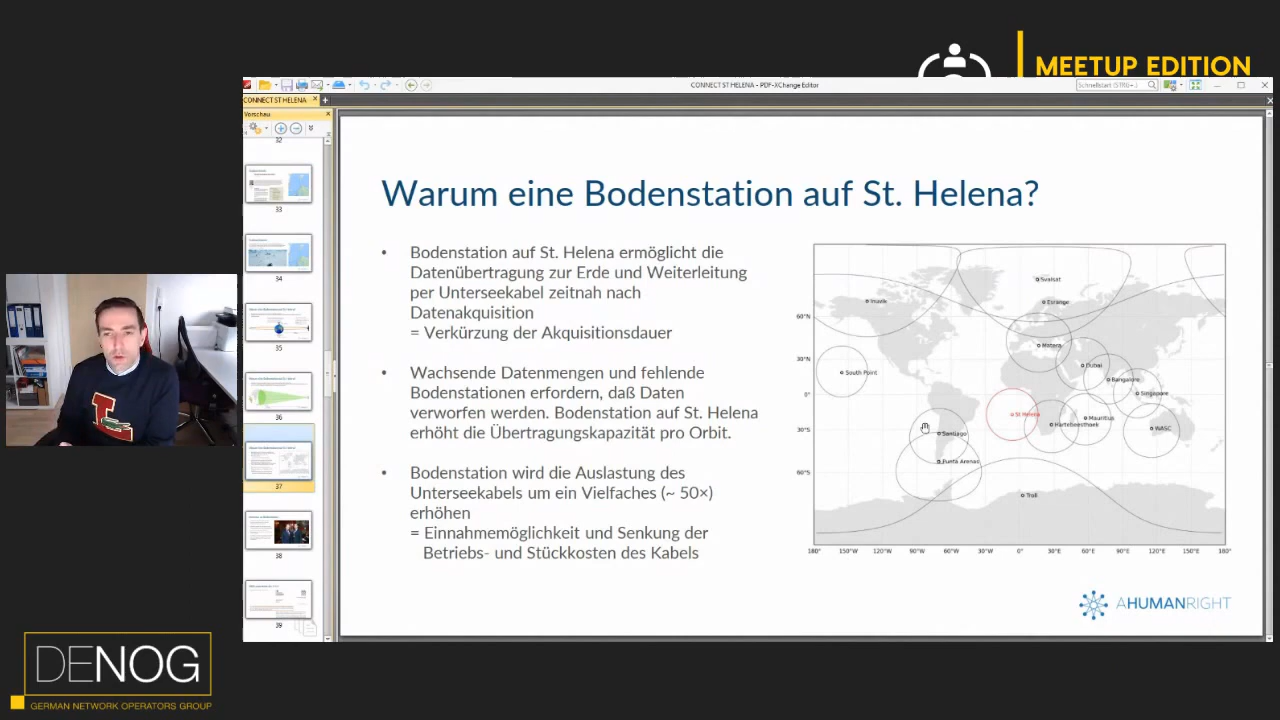 MEETUP EDITION
CONNECT ST HELENA - PDF-XChange Editor
Schnellstart (STRG+.)
CONNECT ST HELENA
Vorschau
32
33
34
35
36
37
38
39
Warum eine Bodenstation auf St. Helena?
• Bodenstation auf St. Helena ermöglicht die
Datenübertragung zur Erde und Weiterleitung
per Unterseekabel zeitnah nach
Datenakquisition
= Verkürzung der Akquisitionsdauer
• Wachsende Datenmengen und fehlende
Bodenstationen erfordern, daß Daten
verworfen werden. Bodenstation auf St. Helena
erhöht die Übertragungskapazität pro Orbit.
• Bodenstation wird die Auslastung des
Unterseekabels um ein Vielfaches (~ 50×)
erhöhen
= Einnahmemöglichkeit und Senkung der
Betriebs- und Stückkosten des Kabels
Svalsat
Inuvik
Esrange
60°N
Matera
30°N
Dubai
South Point
Bangalore
Singapore
0°
St Helena
Mauritius
Hartebeesthoek
WASC
30°S
Santiago
Punta Arenas
60°S
Troll
180° 150°W 120°W 90°W 60°W 30°W 0° 30°E 60°E 90°E 120°E 150°E 180°
AHUMANRIGHT
DENOG
GERMAN NETWORK OPERATORS GROUP